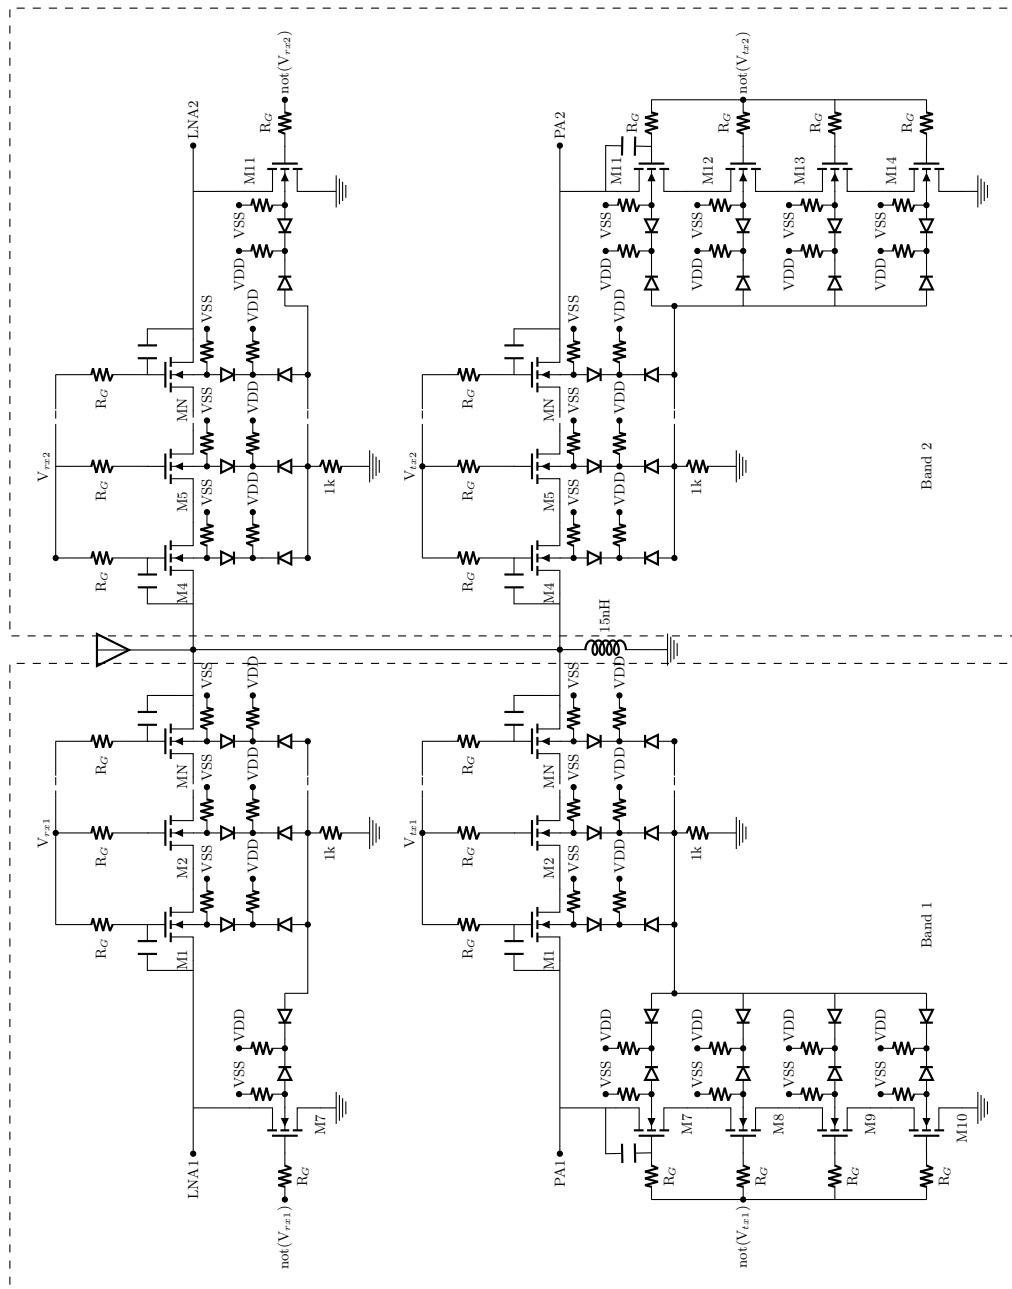 V_rx1
V_rx2
R_G
R_G
R_G
R_G
R_G
R_G
LNA1
M1
M2
MN
M4
M5
MN
LNA2
VSS
VSS
VSS
VSS
VSS
VSS
VSS
VDD
VDD
VDD
VDD
VDD
VDD
VDD
VDD
VSS
M11
R_G
not(V_rx1)
not(V_rx2)
R_G
M7
1k
1k
V_tx1
V_tx2
R_G
R_G
R_G
R_G
R_G
R_G
PA1
M1
M2
MN
M4
M5
MN
PA2
VSS
VSS
VSS
VSS
VSS
VSS
VSS
VDD
VDD
VDD
VDD
VDD
VDD
VDD
15nH
VDD
VSS
M11
R_G
R_G
M7
1k
1k
VSS
VDD
VDD
VSS
M12
not(V_tx1)
not(V_tx2)
R_G
M8
VSS
VDD
VDD
VSS
M13
R_G
R_G
M9
VSS
VDD
VDD
VSS
M14
R_G
Band 1
Band 2
R_G
M10